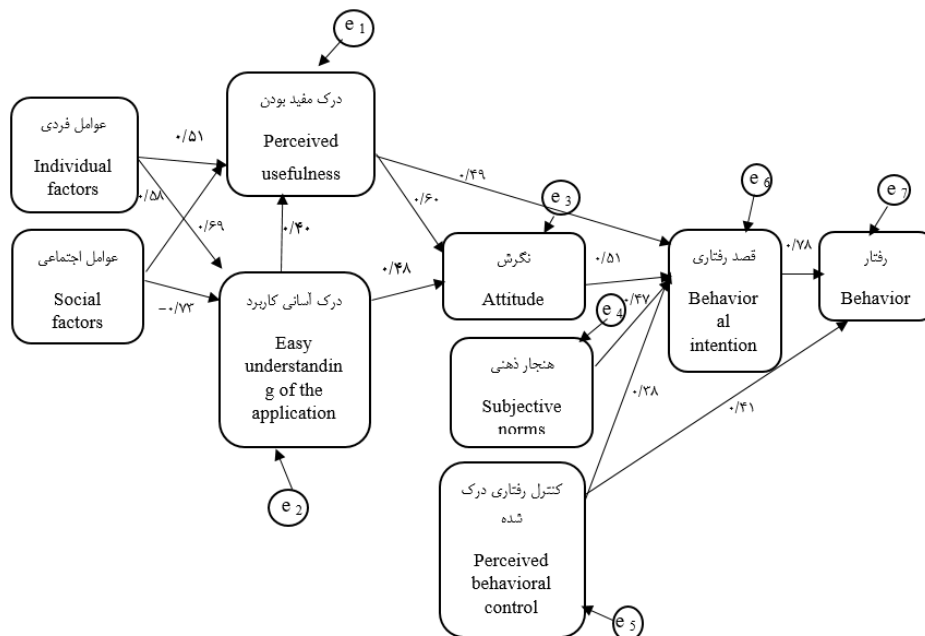 e 1
درک مفید بودن
Perceived
usefulness
عوامل فردی
Individual
factors
۰/۵۱
۰/۵۸
۰/۶۹
عوامل اجتماعی
Social
factors
−۰/۷۳
۰/۴۰
درک آسانی کاربرد
Easy
understandin
g of the
application
e 2
۰/۴۹
۰/۶۰
۰/۴۸
e 3
نگرش
Attitude
۰/۵۱
e 4
۰/۴۷
هنجار ذهنی
Subjective
norms
۰/۳۸
کنترل رفتاری درک
شده
Perceived
behavioral
control
e 5
e 6
قصد رفتاری
Behavior
al
intention
۰/۷۸
۰/۴۱
e 7
رفتار
Behavior